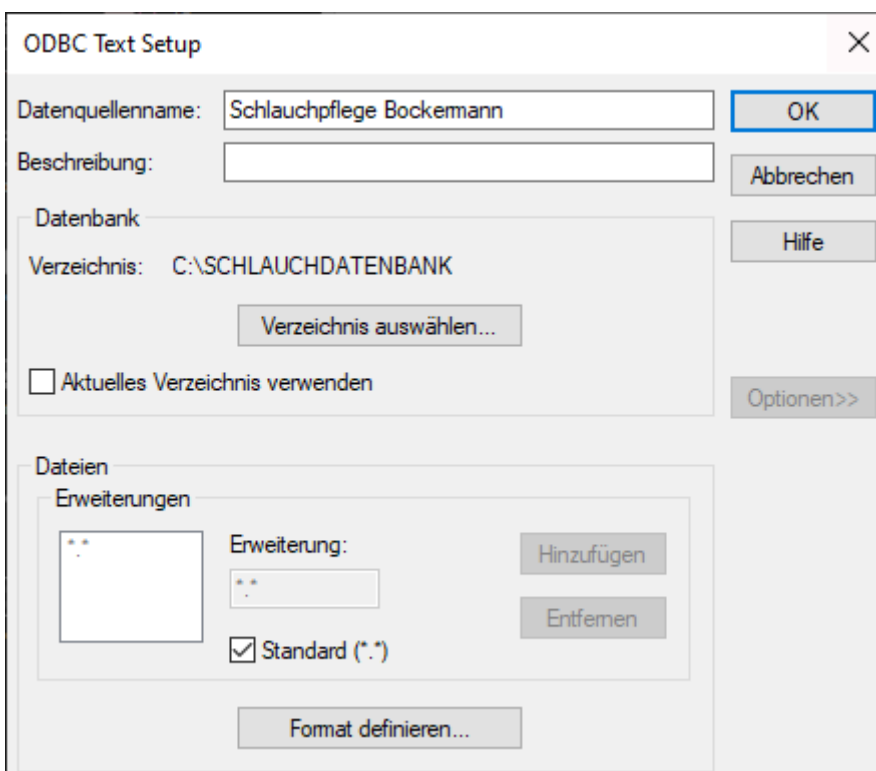 ODBC Text Setup
Datenquellenname: Schlauchpflege Bockermann OK
Beschreibung: Abbrechen
Datenbank
Hilfe
Verzeichnis: C:\SCHLAUCHDATENBANK
Verzeichnis auswählen...
Aktuelles Verzeichnis verwenden
Optionen>>
Dateien
Erweiterungen
*.* Erweiterung: Hinzufügen
*.*
Entfernen
Standard (*.*)
Format definieren...